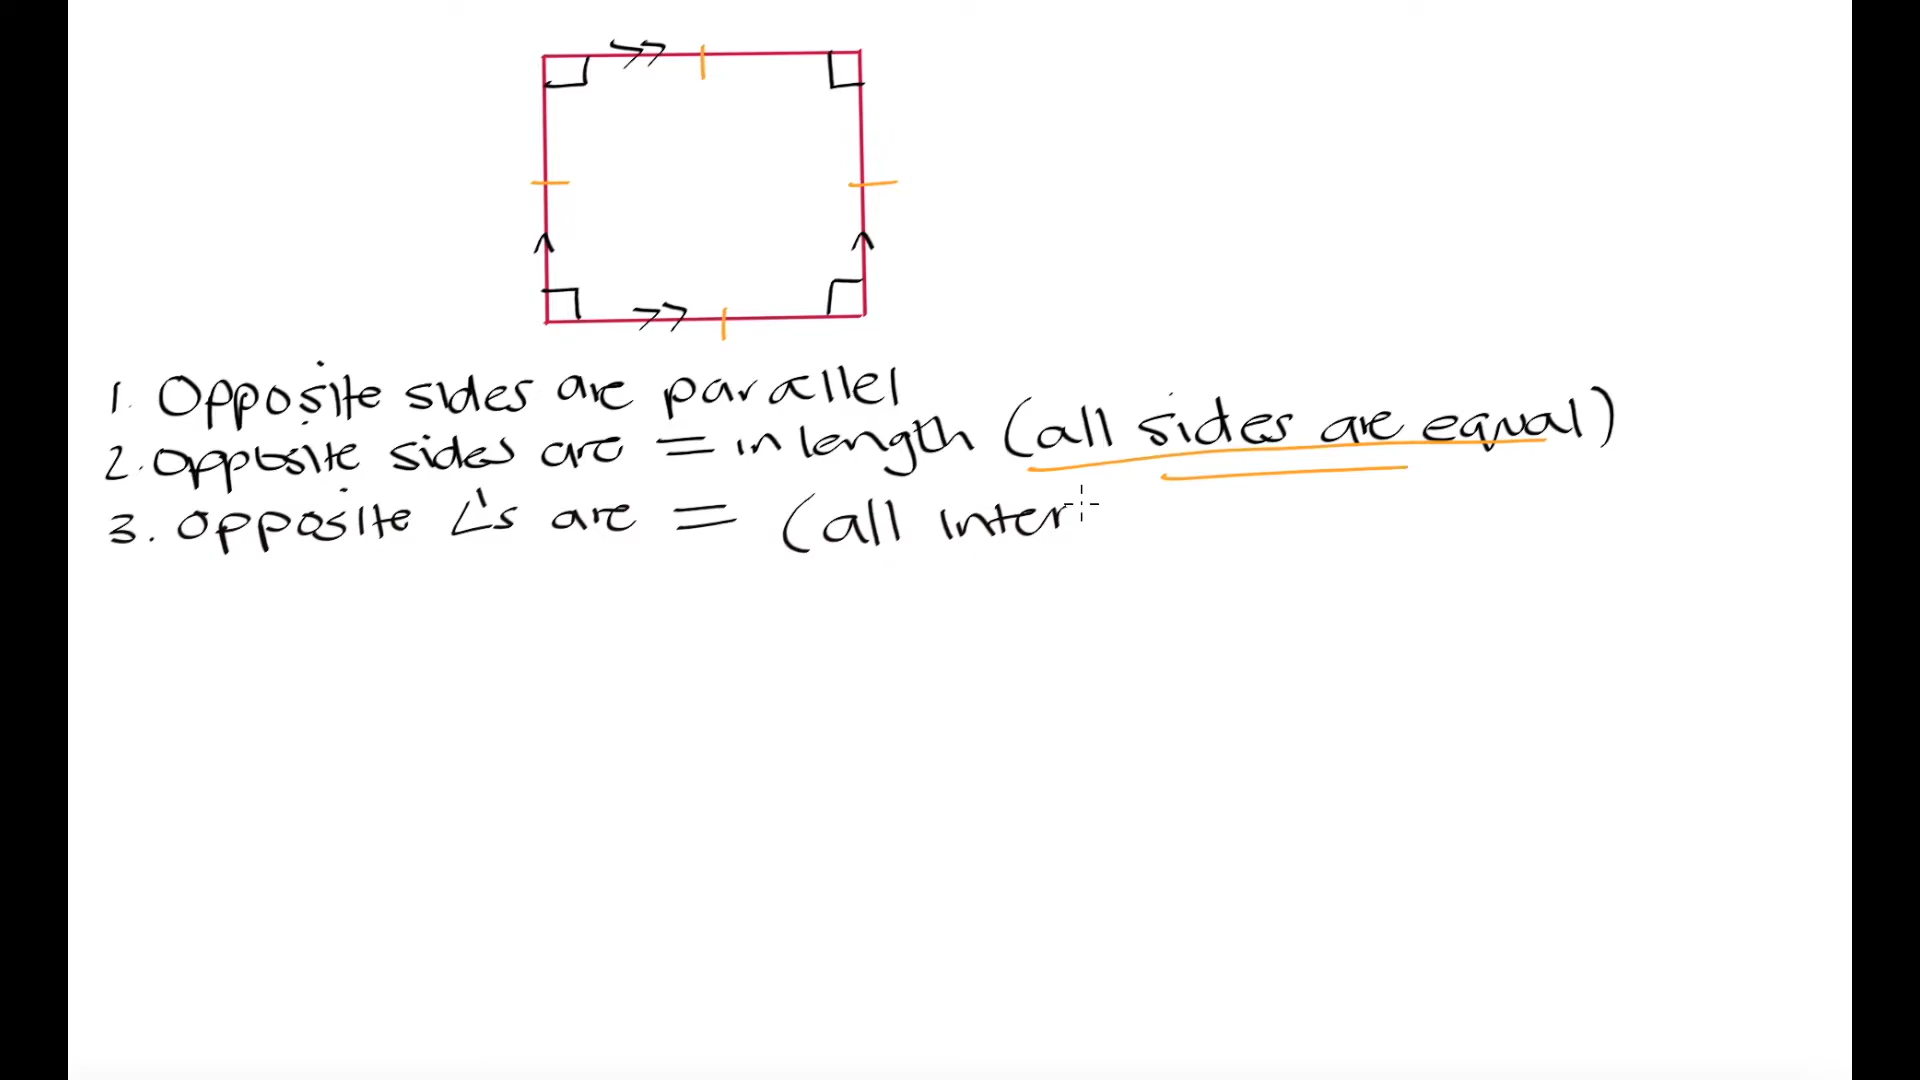 1. Opposite sides are parallel
2. Opposite sides are = in length (all sides are equal)
3. Opposite ∠'s are = (all inter